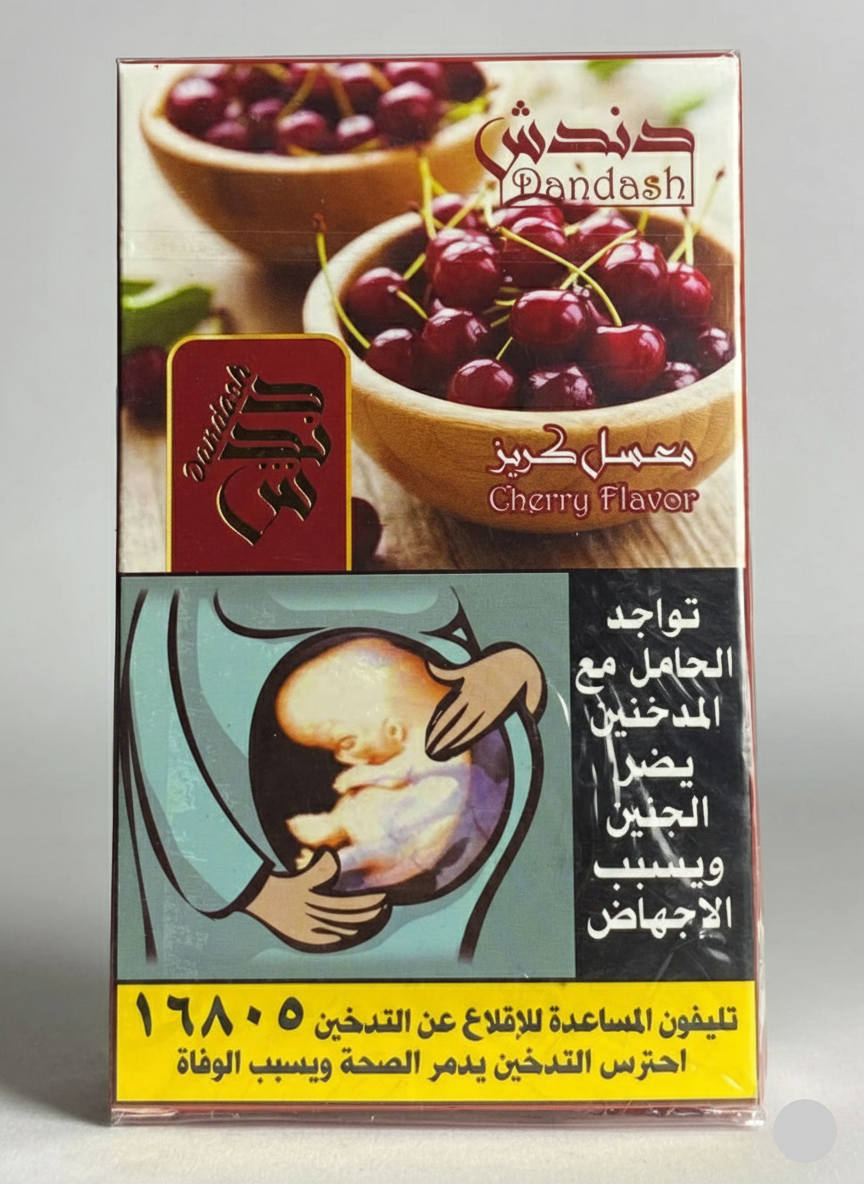 دندش
Dandash
Dandash
دندش
معسل كريز
Cherry Flavor
تواجد
الحامل مع
المدخنين
يضر
الجنين
ويسبب
الإجهاض
تليفون المساعدة للإقلاع عن التدخين ١٦٨٠٥
احترس التدخين يدمر الصحة ويسبب الوفاة